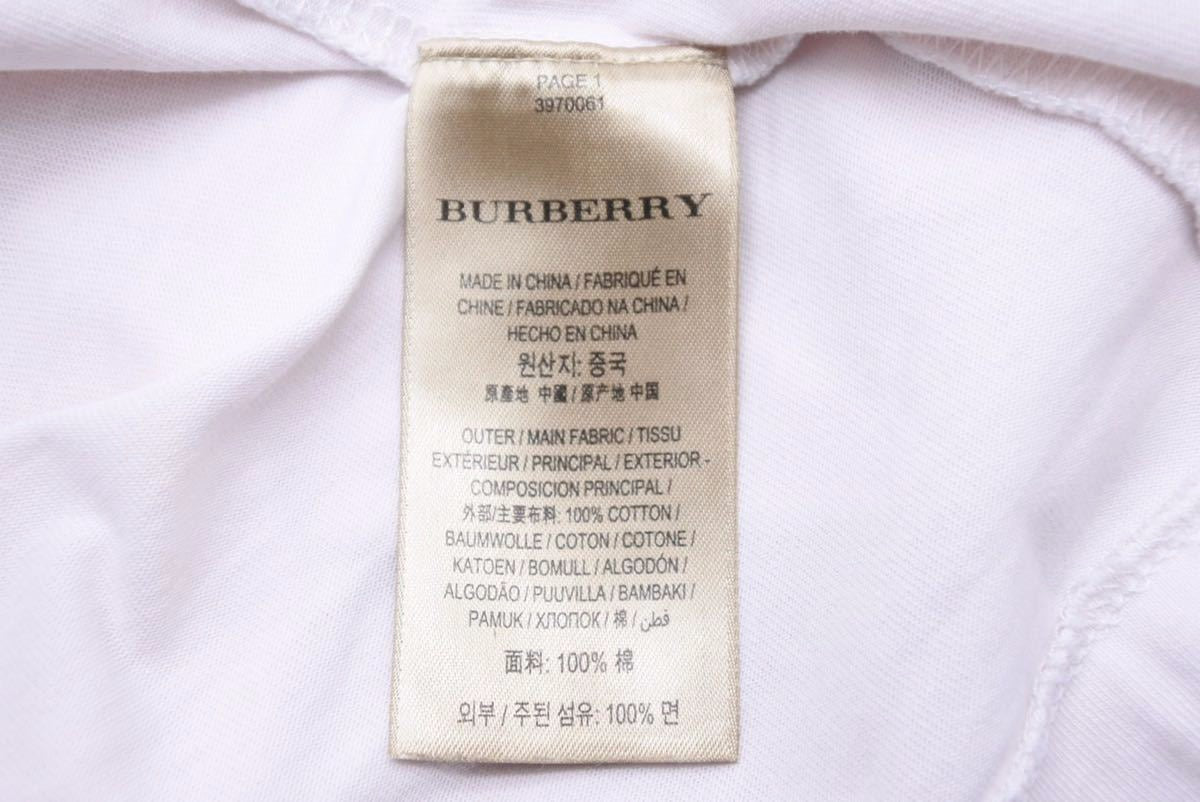 PAGE 1
3970061
BURBERRY
MADE IN CHINA / FABRIQUÉ EN
CHINE / FABRICADO NA CHINA /
HECHO EN CHINA
원산지: 중국
原產地 中國 / 原产地 中国
OUTER / MAIN FABRIC / TISSU
EXTÉRIEUR / PRINCIPAL / EXTERIOR -
COMPOSICION PRINCIPAL /
外部/主要布料: 100% COTTON /
BAUMWOLLE / COTON / COTONE /
KATOEN / BOMULL / ALGODÓN /
ALGODÃO / PUUVILLA / BAMBAKI /
PAMUK / ХЛОПОК / 棉 / قطن
面料: 100% 棉
외부 / 주된 섬유: 100% 면